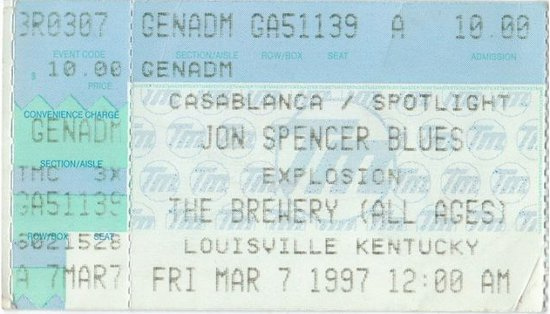 3R0307 GENADM GA51139 A 10.00
EVENT CODE SECTION/AISLE ROW/BOX SEAT ADMISSION
$ 10.00 GENADM
PRICE
CASABLANCA / SPOTLIGHT
CONVENIENCE CHARGE
GENADM JON SPENCER BLUES
SECTION/AISLE
TMC 3X EXPLOSION
GA51139 THE BREWERY (ALL AGES)
ROW/BOX SEAT
6021528 LOUISVILLE KENTUCKY
A 7MAR7 FRI MAR 7 1997 12:00 AM